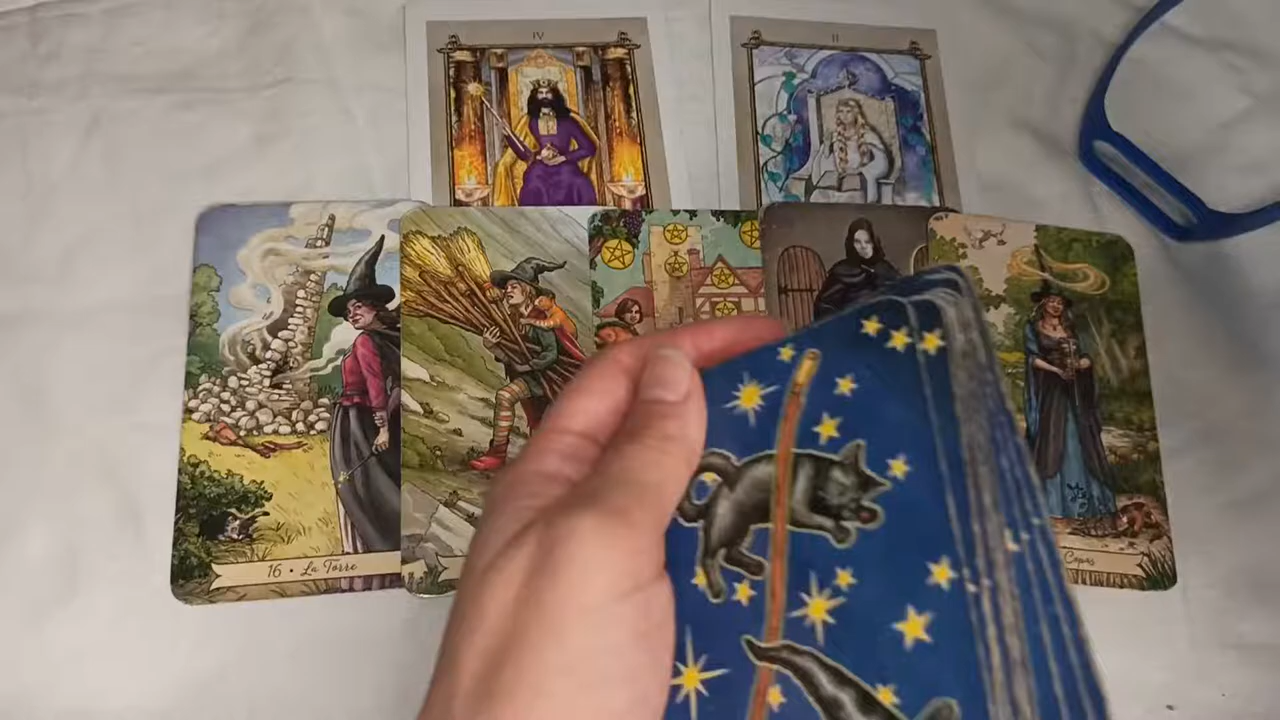 IV
II
16 • La Torre
Copas